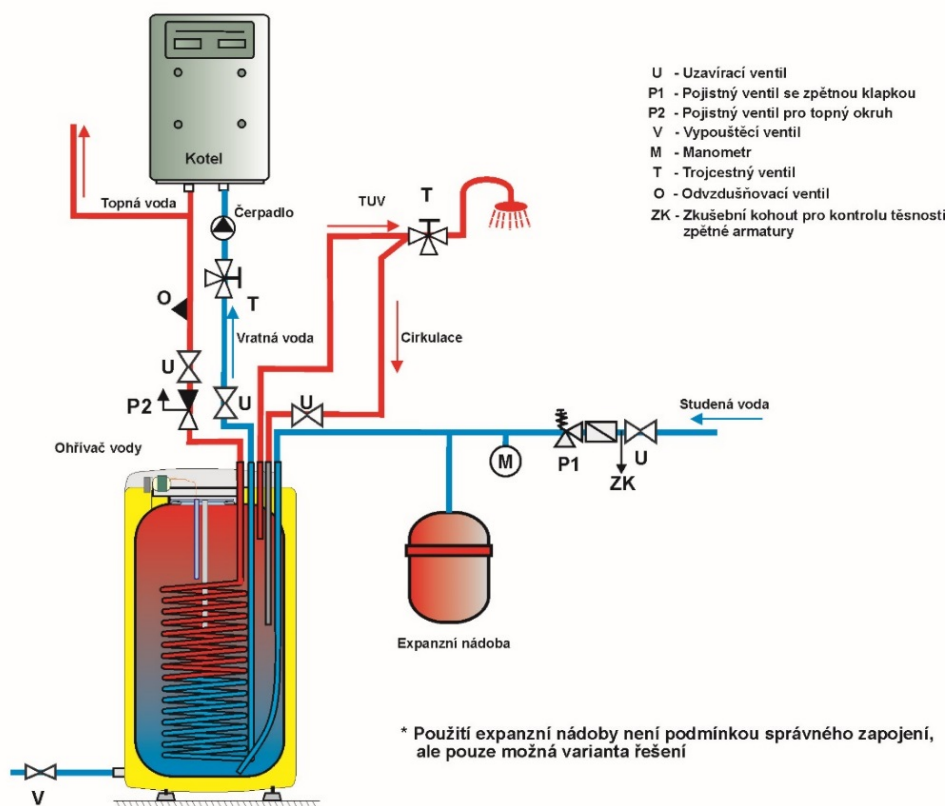 Kotel
Topná voda
Čerpadlo
TUV
T
O
T
Vratná voda
Cirkulace
U
P2
U
U
Studená voda
Ohřívač vody
M
P1
U
ZK
Expanzní nádoba
V
U - Uzavírací ventil
P1 - Pojistný ventil se zpětnou klapkou
P2 - Pojistný ventil pro topný okruh
V - Vypouštěcí ventil
M - Manometr
T - Trojcestný ventil
O - Odvzdušňovací ventil
ZK - Zkušební kohout pro kontrolu těsnosti
zpětné armatury
* Použití expanzní nádoby není podmínkou správného zapojení,
ale pouze možná varianta řešení